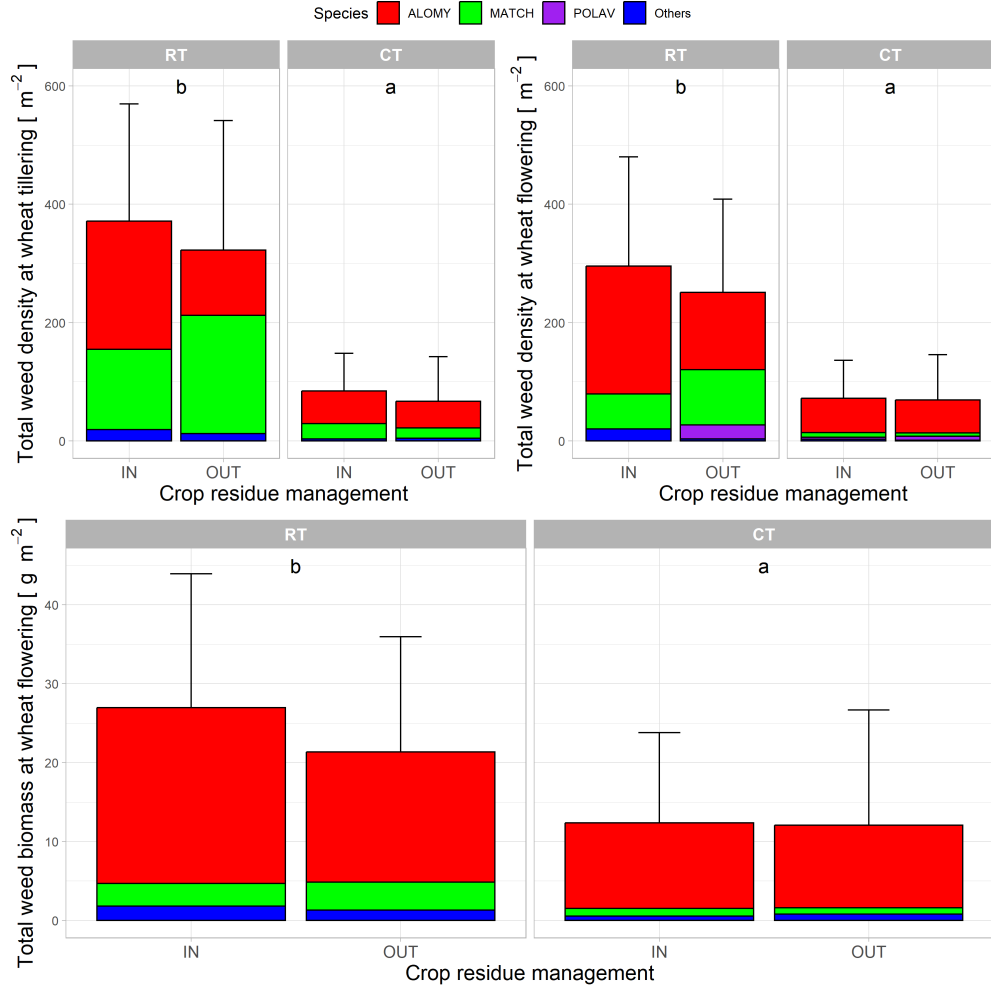 Species ALOMY MATCH POLAV Others
Total weed density at wheat tillering [ m⁻² ]
RT CT
b a
600
400
200
0
IN OUT IN OUT
Crop residue management
Total weed density at wheat flowering [ m⁻² ]
RT CT
b a
600
400
200
0
IN OUT IN OUT
Crop residue management
Total weed biomass at wheat flowering [ g m⁻² ]
RT CT
b a
40
30
20
10
0
IN OUT IN OUT
Crop residue management